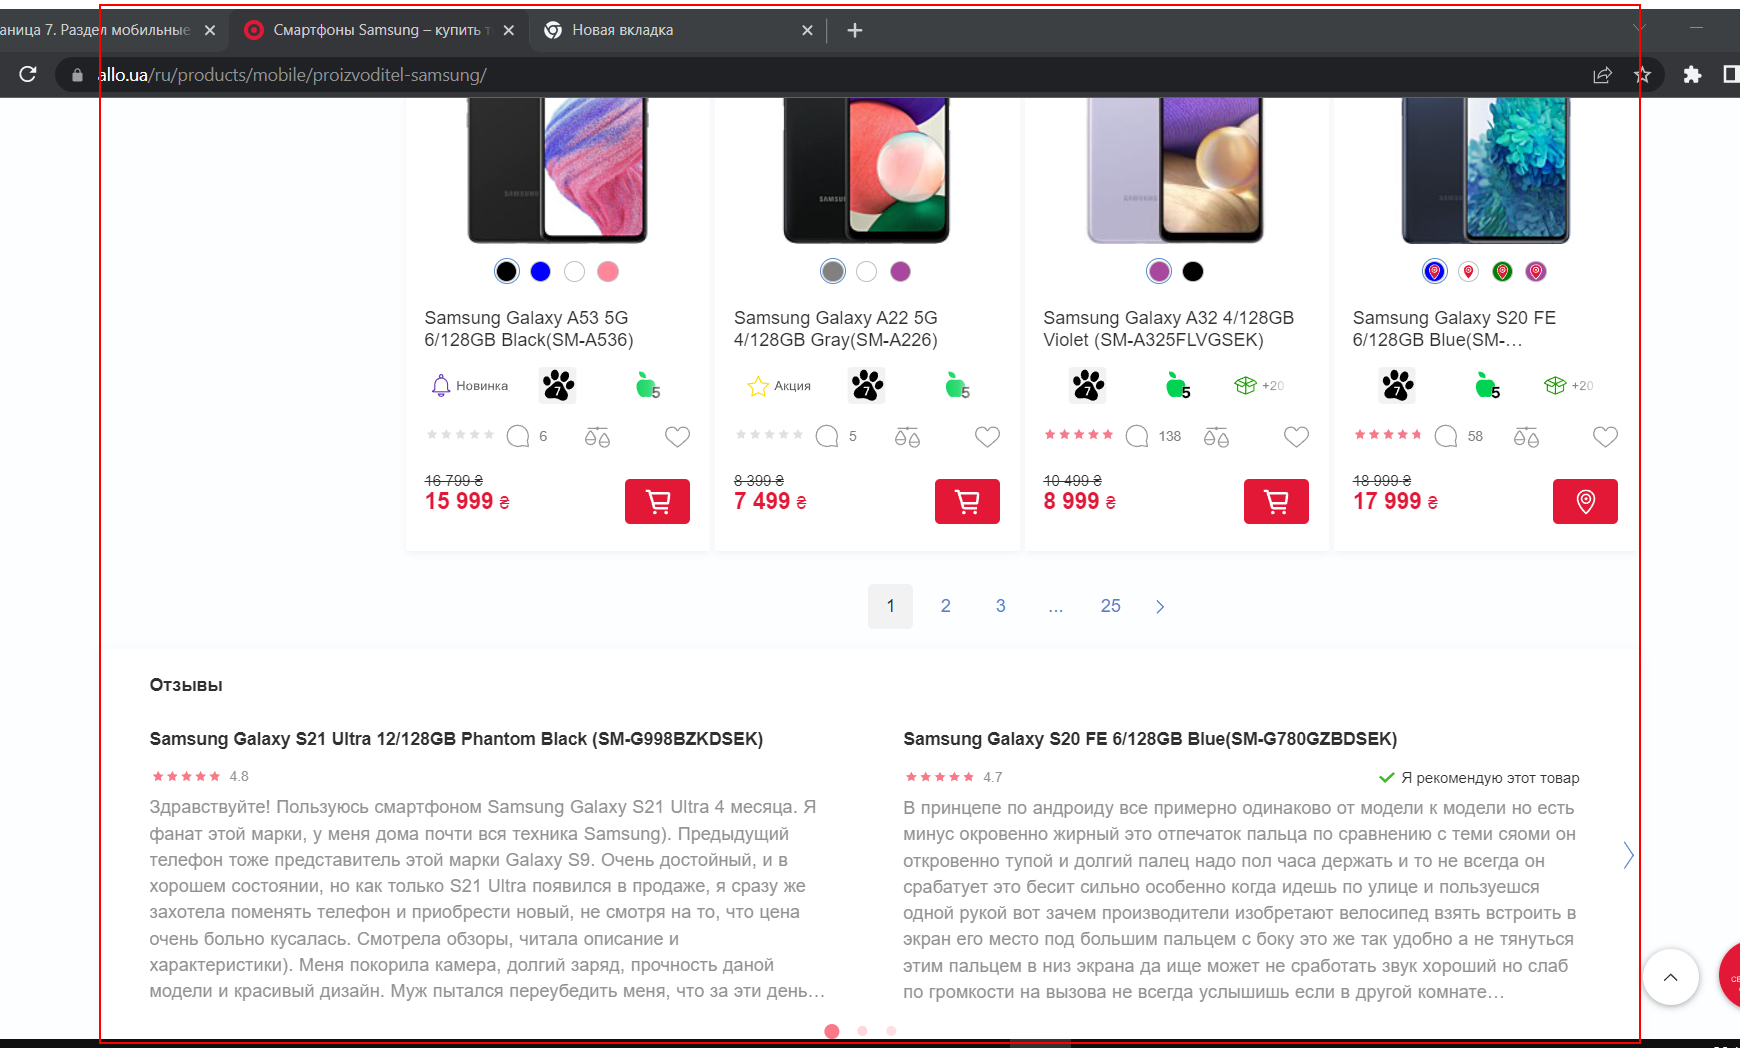 аница 7. Раздел мобильные
Смартфоны Samsung – купить т
Новая вкладка
allo.ua/ru/products/mobile/proizvoditel-samsung/
SAMSUNG
SAMSU
SAMSUNG
Samsung Galaxy A53 5G
6/128GB Black(SM-A536)
Новинка
7
5
6
16 799 ₴
15 999 ₴
Samsung Galaxy A22 5G
4/128GB Gray(SM-A226)
Акция
7
5
5
8 399 ₴
7 499 ₴
Samsung Galaxy A32 4/128GB
Violet (SM-A325FLVGSEK)
7
5
+20
138
10 499 ₴
8 999 ₴
Samsung Galaxy S20 FE
6/128GB Blue(SM-…
7
5
+20
58
18 999 ₴
17 999 ₴
1 2 3 ... 25
Отзывы
Samsung Galaxy S21 Ultra 12/128GB Phantom Black (SM-G998BZKDSEK)
4.8
Здравствуйте! Пользуюсь смартфоном Samsung Galaxy S21 Ultra 4 месяца. Я
фанат этой марки, у меня дома почти вся техника Samsung). Предыдущий
телефон тоже представитель этой марки Galaxy S9. Очень достойный, и в
хорошем состоянии, но как только S21 Ultra появился в продаже, я сразу же
захотела поменять телефон и приобрести новый, не смотря на то, что цена
очень больно кусалась. Смотрела обзоры, читала описание и
характеристики). Меня покорила камера, долгий заряд, прочность даной
модели и красивый дизайн. Муж пытался переубедить меня, что за эти день…
Samsung Galaxy S20 FE 6/128GB Blue(SM-G780GZBDSEK)
4.7
Я рекомендую этот товар
В принцепе по андроиду все примерно одинаково от модели к модели но есть
минус окровенно жирный это отпечаток пальца по сравнению с теми сяоми он
откровенно тупой и долгий палец надо пол часа держать и то не всегда он
срабатует это бесит сильно особенно когда идешь по улице и пользуешся
одной рукой вот зачем производители изобретают велосипед взять встроить в
экран его место под большим пальцем с боку это же так удобно а не тянуться
этим пальцем в низ экрана да ище может не сработать звук хороший но слаб
по громкости на вызова не всегда услышишь если в другой комнате…